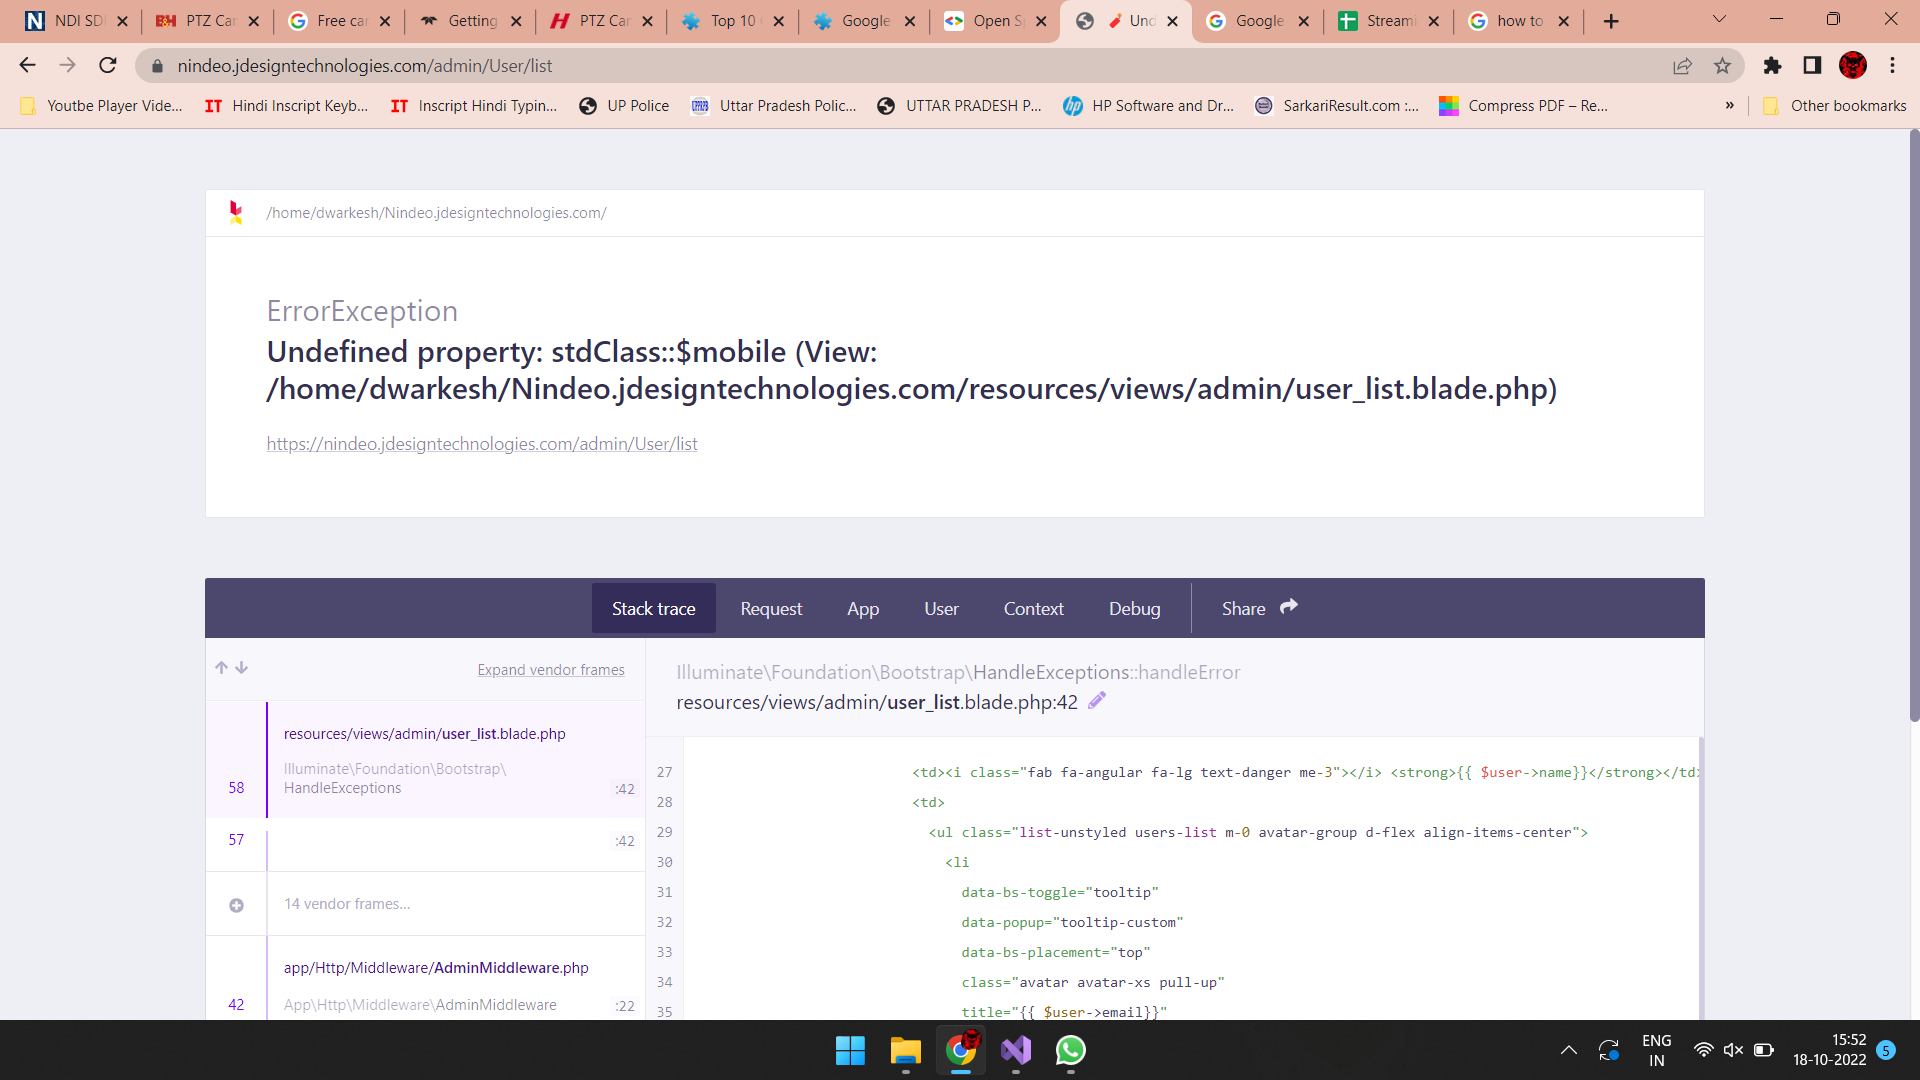 NDI SDI
PTZ Car
Free car
Getting
PTZ Car
Top 10
Google
Open Sp
Und
Google
Streami
how to
nindeo.jdesigntechnologies.com/admin/User/list
Youtbe Player Vide...
IT Hindi Inscript Keyb...
IT Inscript Hindi Typin...
UP Police
Uttar Pradesh Polic...
UTTAR PRADESH P...
HP Software and Dr...
SarkariResult.com :...
Compress PDF – Re...
»
Other bookmarks
/home/dwarkesh/Nindeo.jdesigntechnologies.com/
ErrorException
Undefined property: stdClass::$mobile (View:
/home/dwarkesh/Nindeo.jdesigntechnologies.com/resources/views/admin/user_list.blade.php)
https://nindeo.jdesigntechnologies.com/admin/User/list
Stack trace Request App User Context Debug Share
Expand vendor frames
Illuminate\Foundation\Bootstrap\HandleExceptions::handleError
resources/views/admin/user_list.blade.php:42
resources/views/admin/user_list.blade.php
Illuminate\Foundation\Bootstrap\
58 HandleExceptions :42
57 :42
14 vendor frames...
app/Http/Middleware/AdminMiddleware.php
42 App\Http\Middleware\AdminMiddleware :22
27 <td><i class="fab fa-angular fa-lg text-danger me-3"></i> <strong>{{ $user->name}}</strong></td>
28 <td>
29 <ul class="list-unstyled users-list m-0 avatar-group d-flex align-items-center">
30 <li
31 data-bs-toggle="tooltip"
32 data-popup="tooltip-custom"
33 data-bs-placement="top"
34 class="avatar avatar-xs pull-up"
35 title="{{ $user->email}}"
ENG
IN
15:52
18-10-2022
5